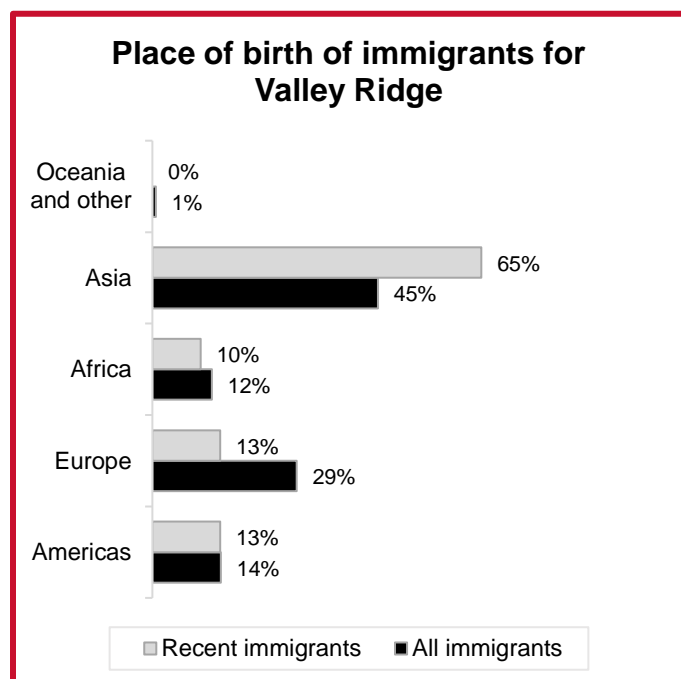 Place of birth of immigrants for
Valley Ridge
Oceania
and other
0%
1%
Asia
65%
45%
Africa
10%
12%
Europe
13%
29%
Americas
13%
14%
Recent immigrants
All immigrants